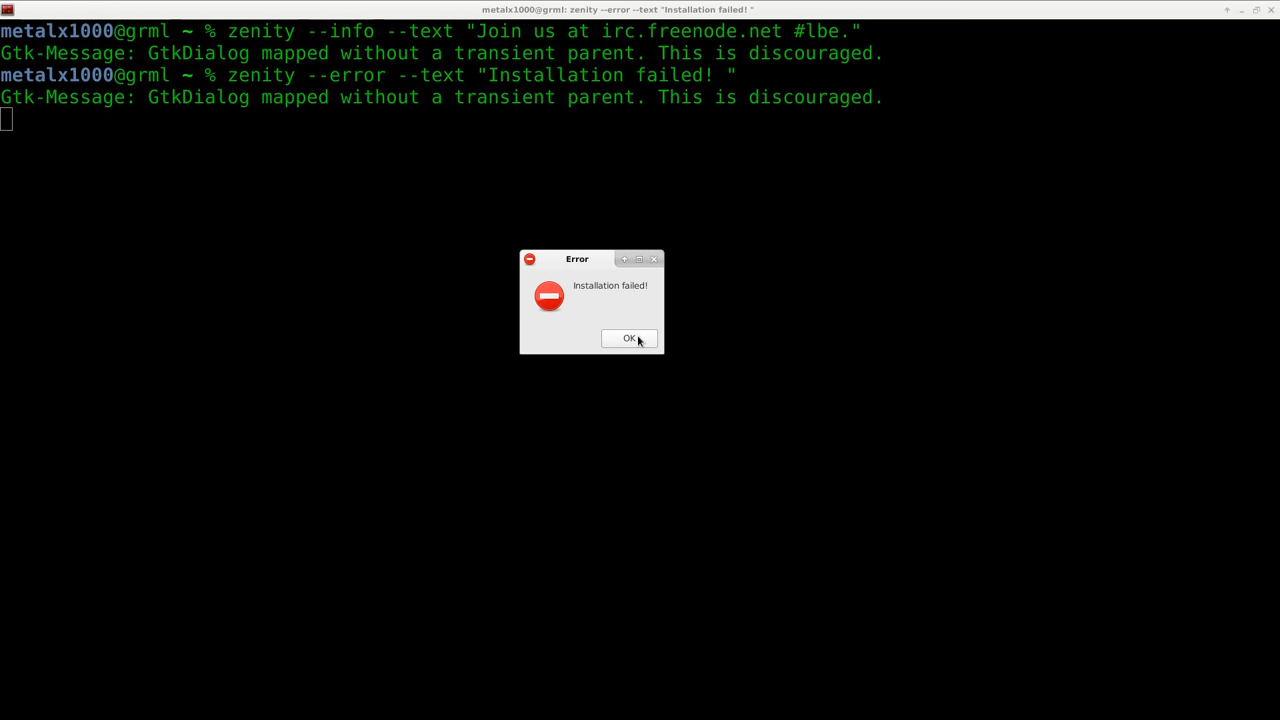 metalx1000@grml: zenity --error --text "Installation failed! "
metalx1000@grml ~ % zenity --info --text "Join us at irc.freenode.net #lbe."
Gtk-Message: GtkDialog mapped without a transient parent. This is discouraged.
metalx1000@grml ~ % zenity --error --text "Installation failed! "
Gtk-Message: GtkDialog mapped without a transient parent. This is discouraged.
Error
Installation failed!
OK